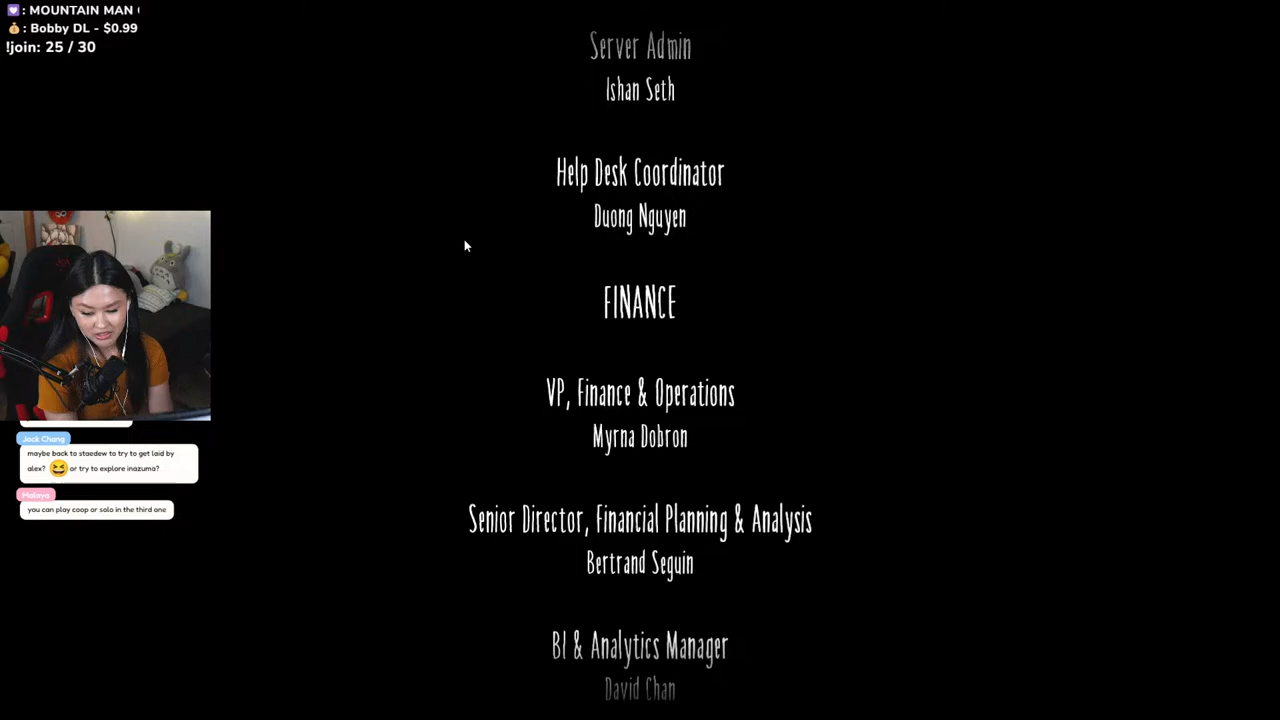 : MOUNTAIN MAN
: Bobby DL - $0.99
!join: 25 / 30
Server Admin
Ishan Seth
Help Desk Coordinator
Duong Nguyen
FINANCE
VP, Finance & Operations
Myrna Dobron
Senior Director, Financial Planning & Analysis
Bertrand Seguin
BI & Analytics Manager
David Chan
Jack Chang
maybe back to staedew to try to get laid by
alex? 😆 or try to explore inazuma?
Malaya
you can play coop or solo in the third one